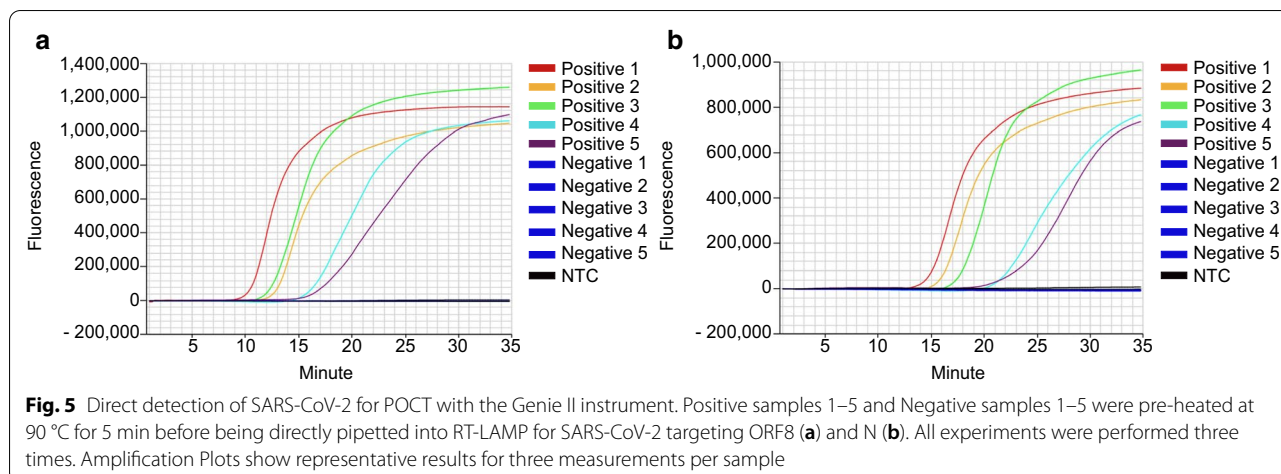 a
1,400,000
1,200,000
1,000,000
800,000
600,000
400,000
200,000
0
- 200,000
Fluorescence
5 10 15 20 25 30 35
Minute
Positive 1
Positive 2
Positive 3
Positive 4
Positive 5
Negative 1
Negative 2
Negative 3
Negative 4
Negative 5
NTC
b
1,000,000
800,000
600,000
400,000
200,000
0
- 200,000
Fluorescence
5 10 15 20 25 30 35
Minute
Positive 1
Positive 2
Positive 3
Positive 4
Positive 5
Negative 1
Negative 2
Negative 3
Negative 4
Negative 5
NTC
Fig. 5 Direct detection of SARS-CoV-2 for POCT with the Genie II instrument. Positive samples 1–5 and Negative samples 1–5 were pre-heated at
90 °C for 5 min before being directly pipetted into RT-LAMP for SARS-CoV-2 targeting ORF8 (a) and N (b). All experiments were performed three
times. Amplification Plots show representative results for three measurements per sample